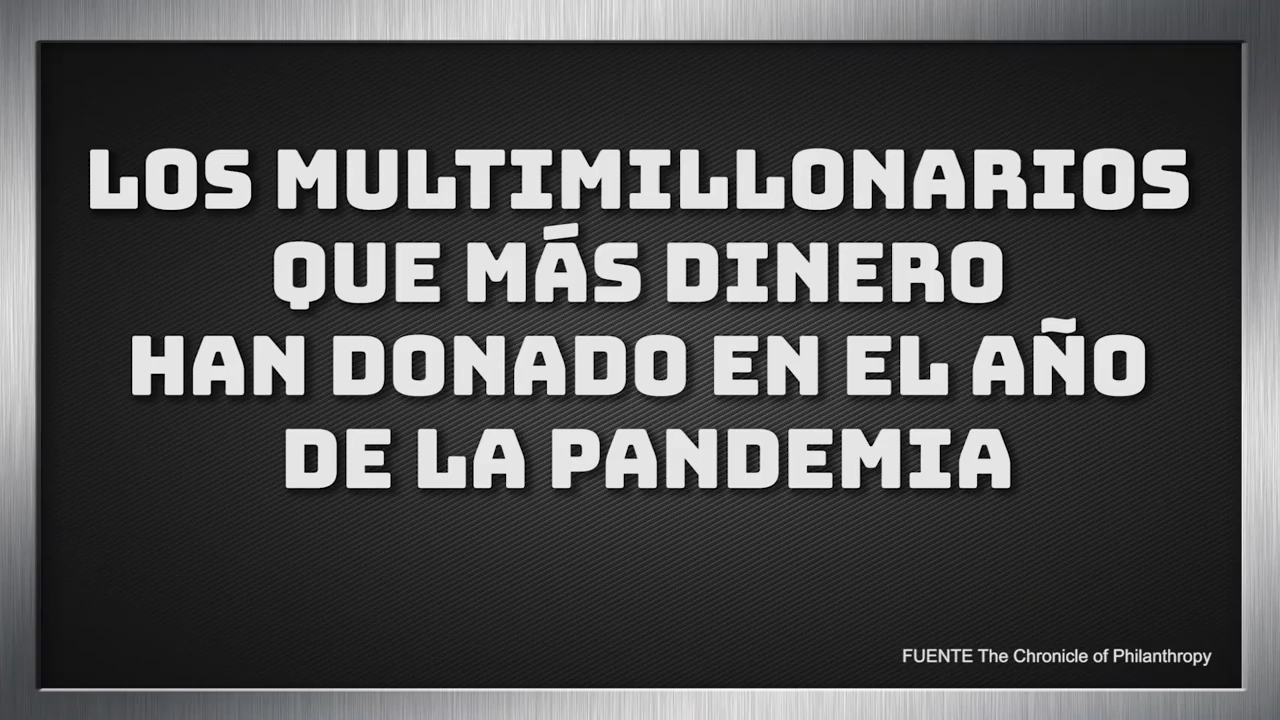 LOS MULTIMILLONARIOS
QUE MÁS DINERO
HAN DONADO EN EL AÑO
DE LA PANDEMIA
FUENTE The Chronicle of Philanthropy